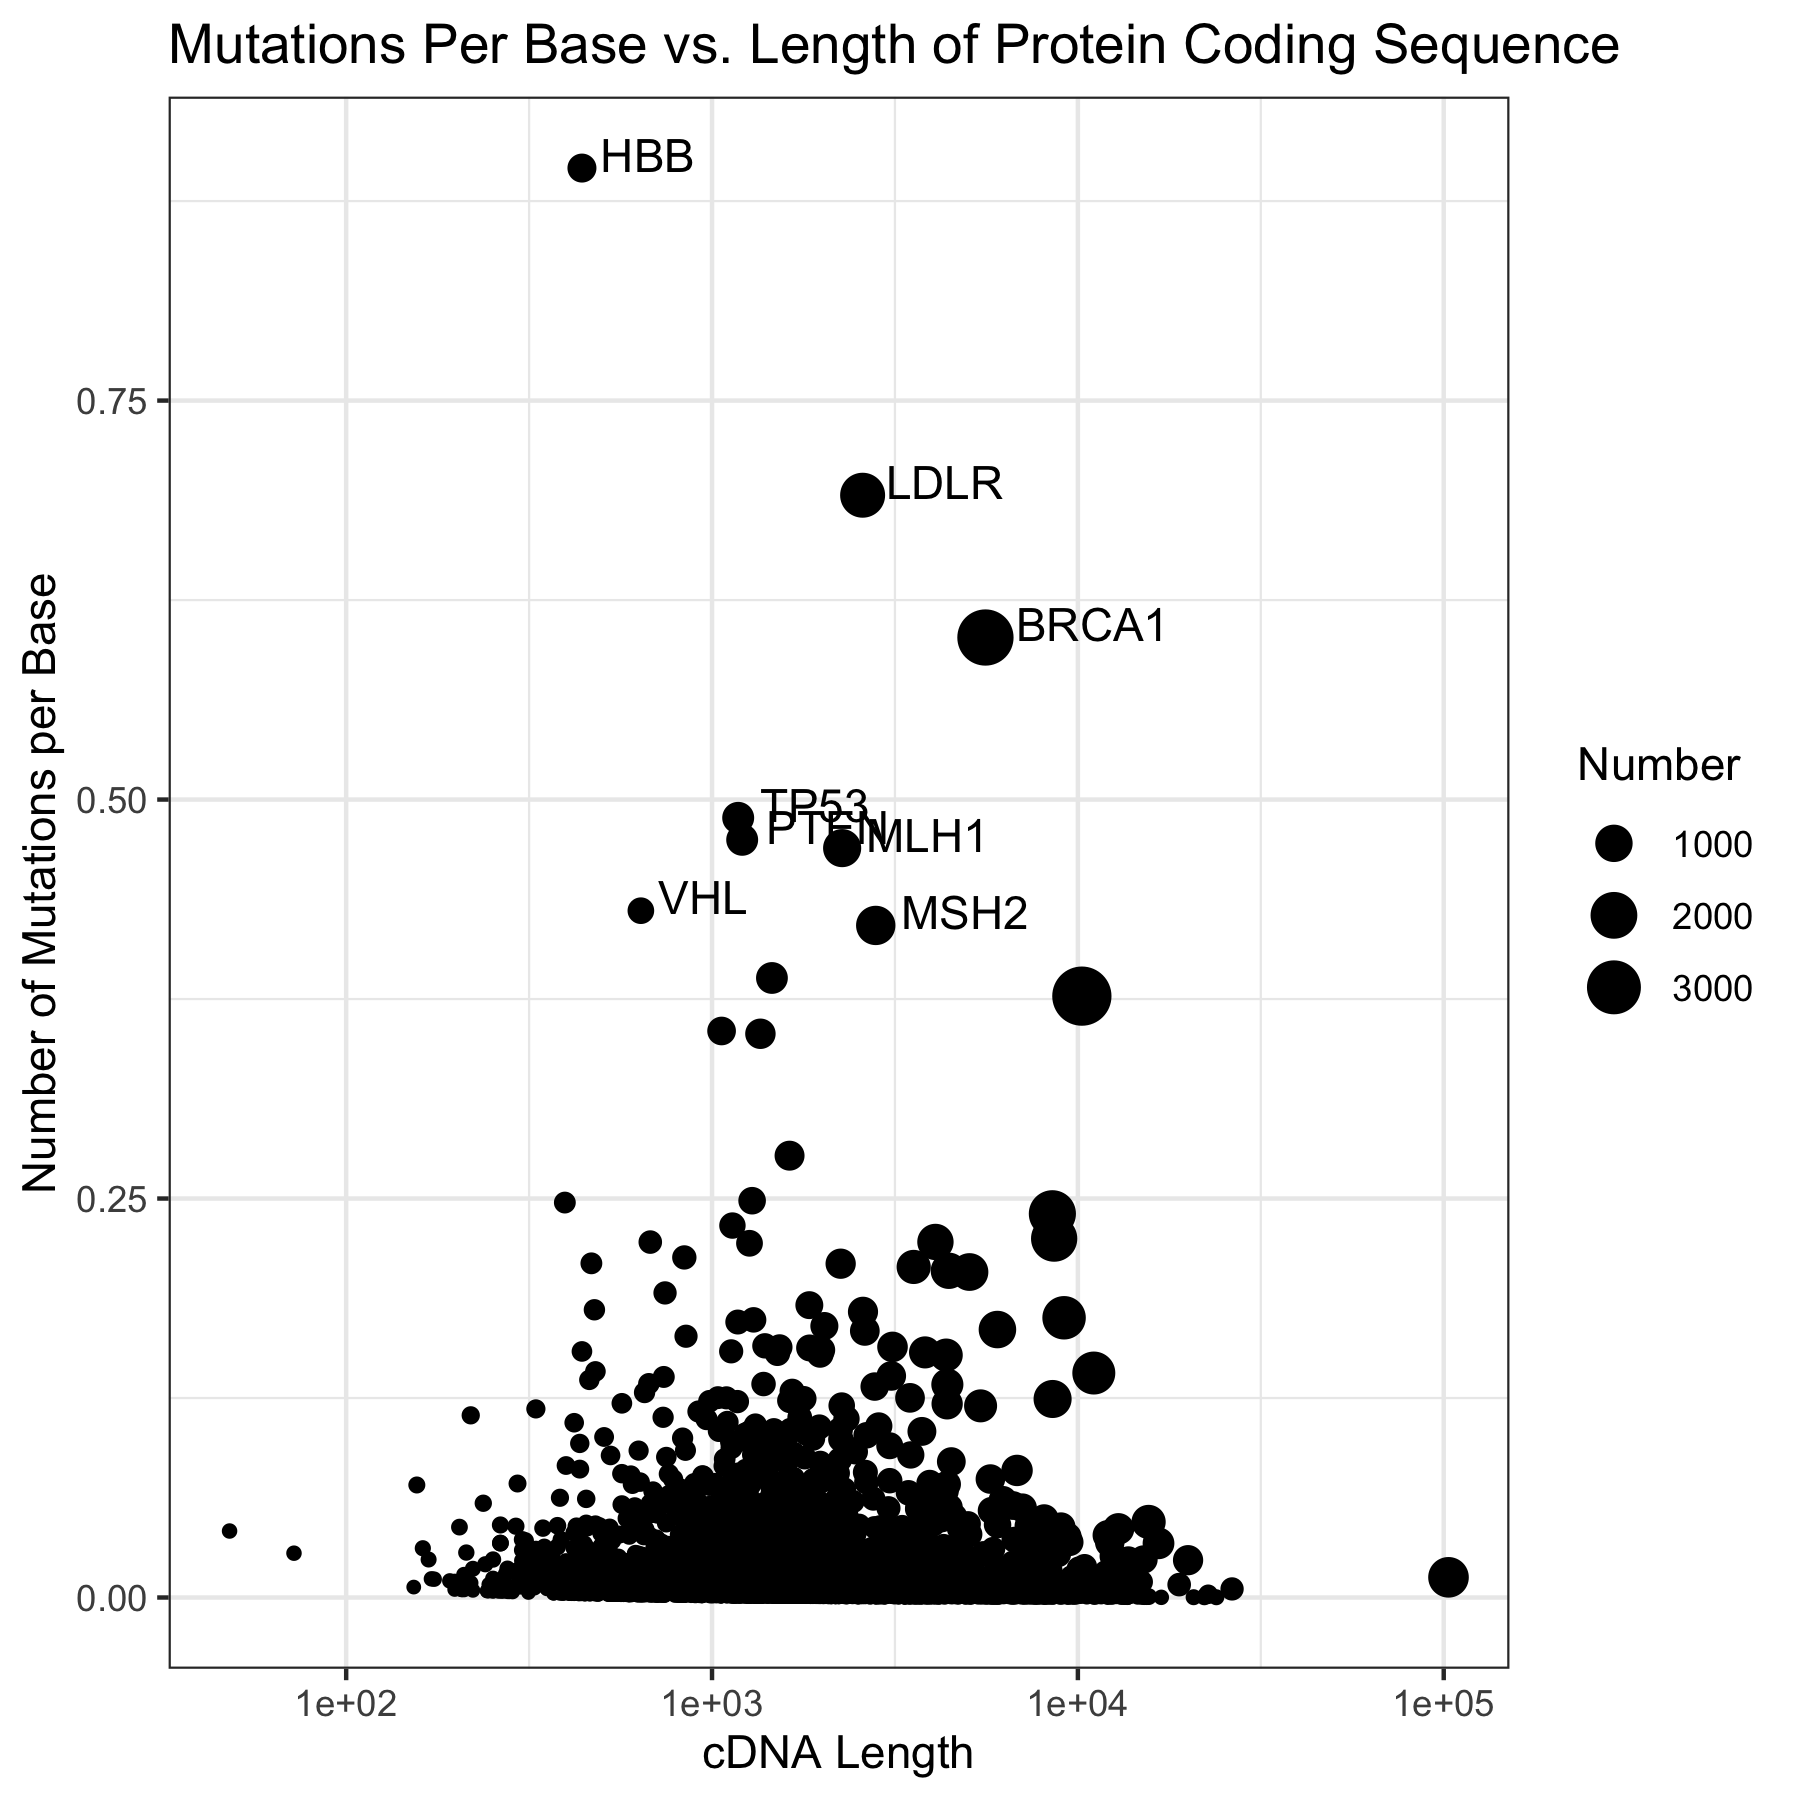 Mutations Per Base vs. Length of Protein Coding Sequence
Number of Mutations per Base
0.75
0.50
0.25
0.00
HBB
LDLR
BRCA1
TP53
PTEN
MLH1
VHL
MSH2
Number
1000
2000
3000
1e+02
1e+03
1e+04
1e+05
cDNA Length